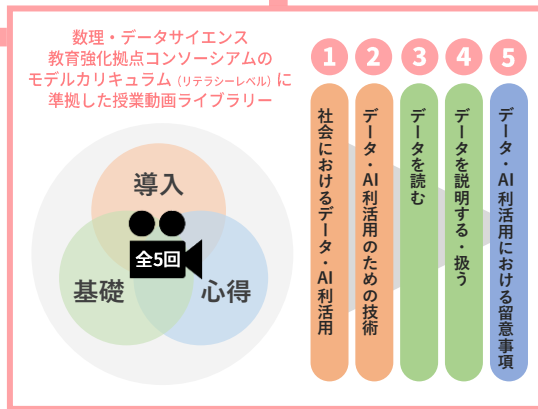 数理・データサイエンス
教育強化拠点コンソーシアムの
モデルカリキュラム（リテラシーレベル）に
準拠した授業動画ライブラリー
導入
全5回
基礎
心得
1
社会におけるデータ・AI利活用
2
データ・AI利活用のための技術
3
データを読む
4
データを説明する・扱う
5
データ・AI利活用における留意事項